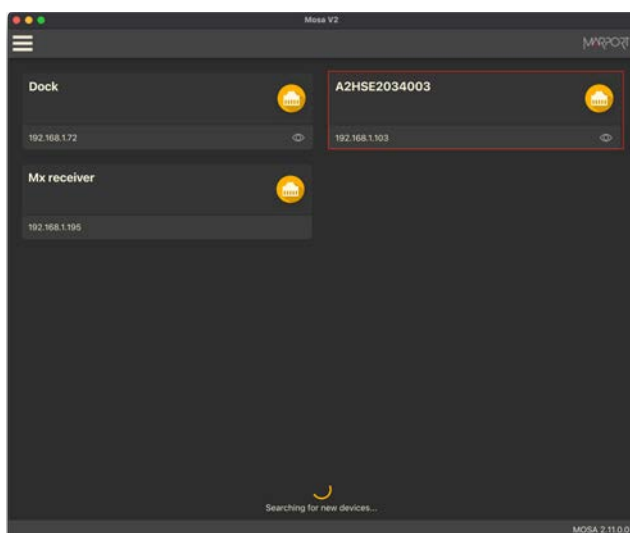 Mosa V2
MARPORT
Dock
192.168.1.72
A2HSE2034003
192.168.1.103
Mx receiver
192.168.1.195
Searching for new devices...
MOSA 2.11.0.0